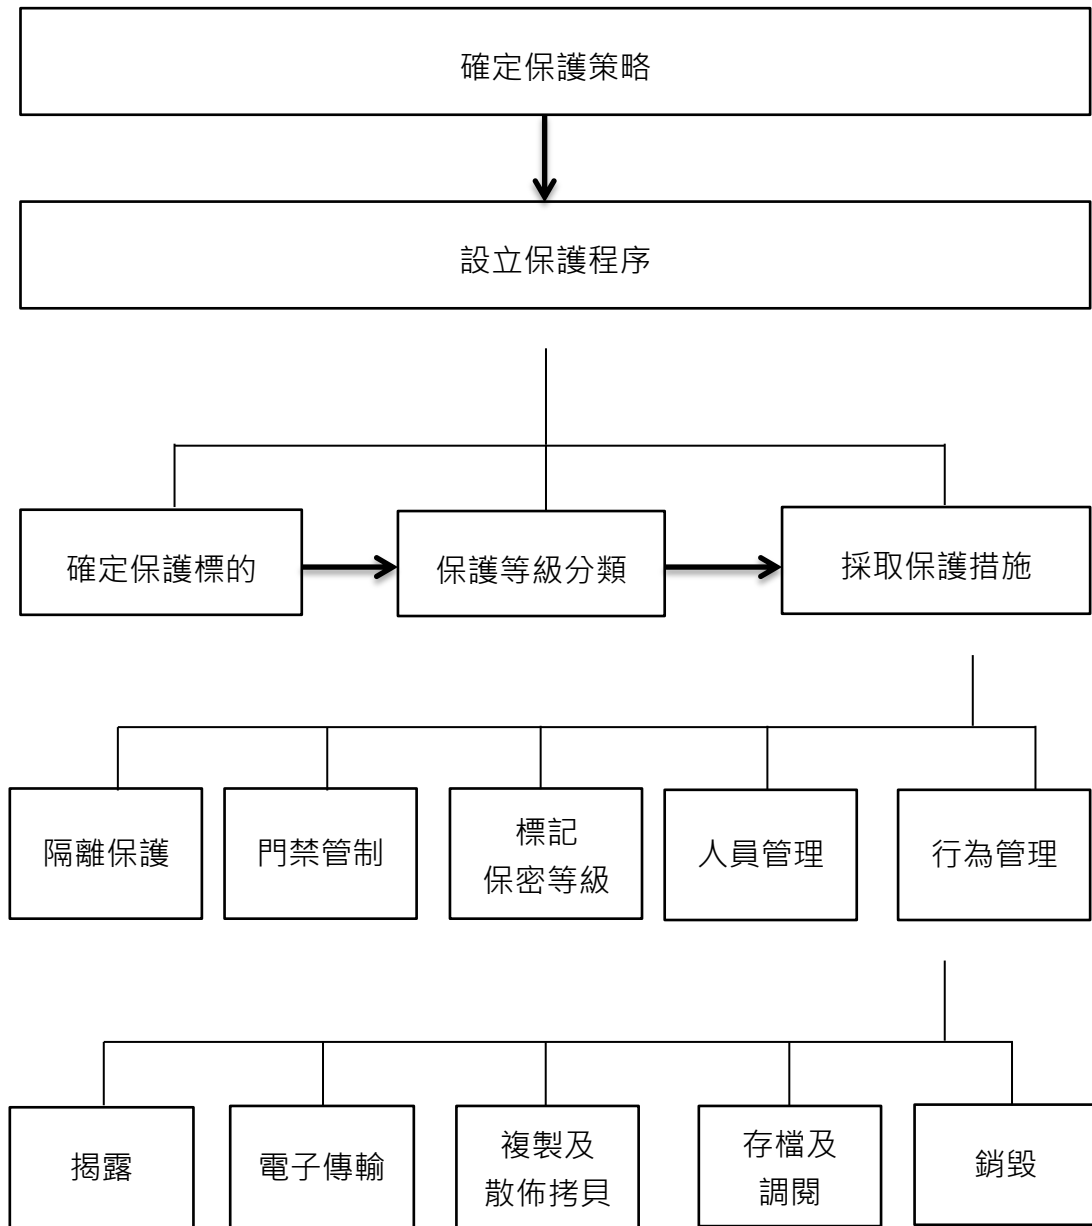 確定保護策略
設立保護程序
確定保護標的
保護等級分類
採取保護措施
隔離保護
門禁管制
標記
保密等級
人員管理
行為管理
揭露
電子傳輸
複製及
散佈拷貝
存檔及
調閱
銷毀